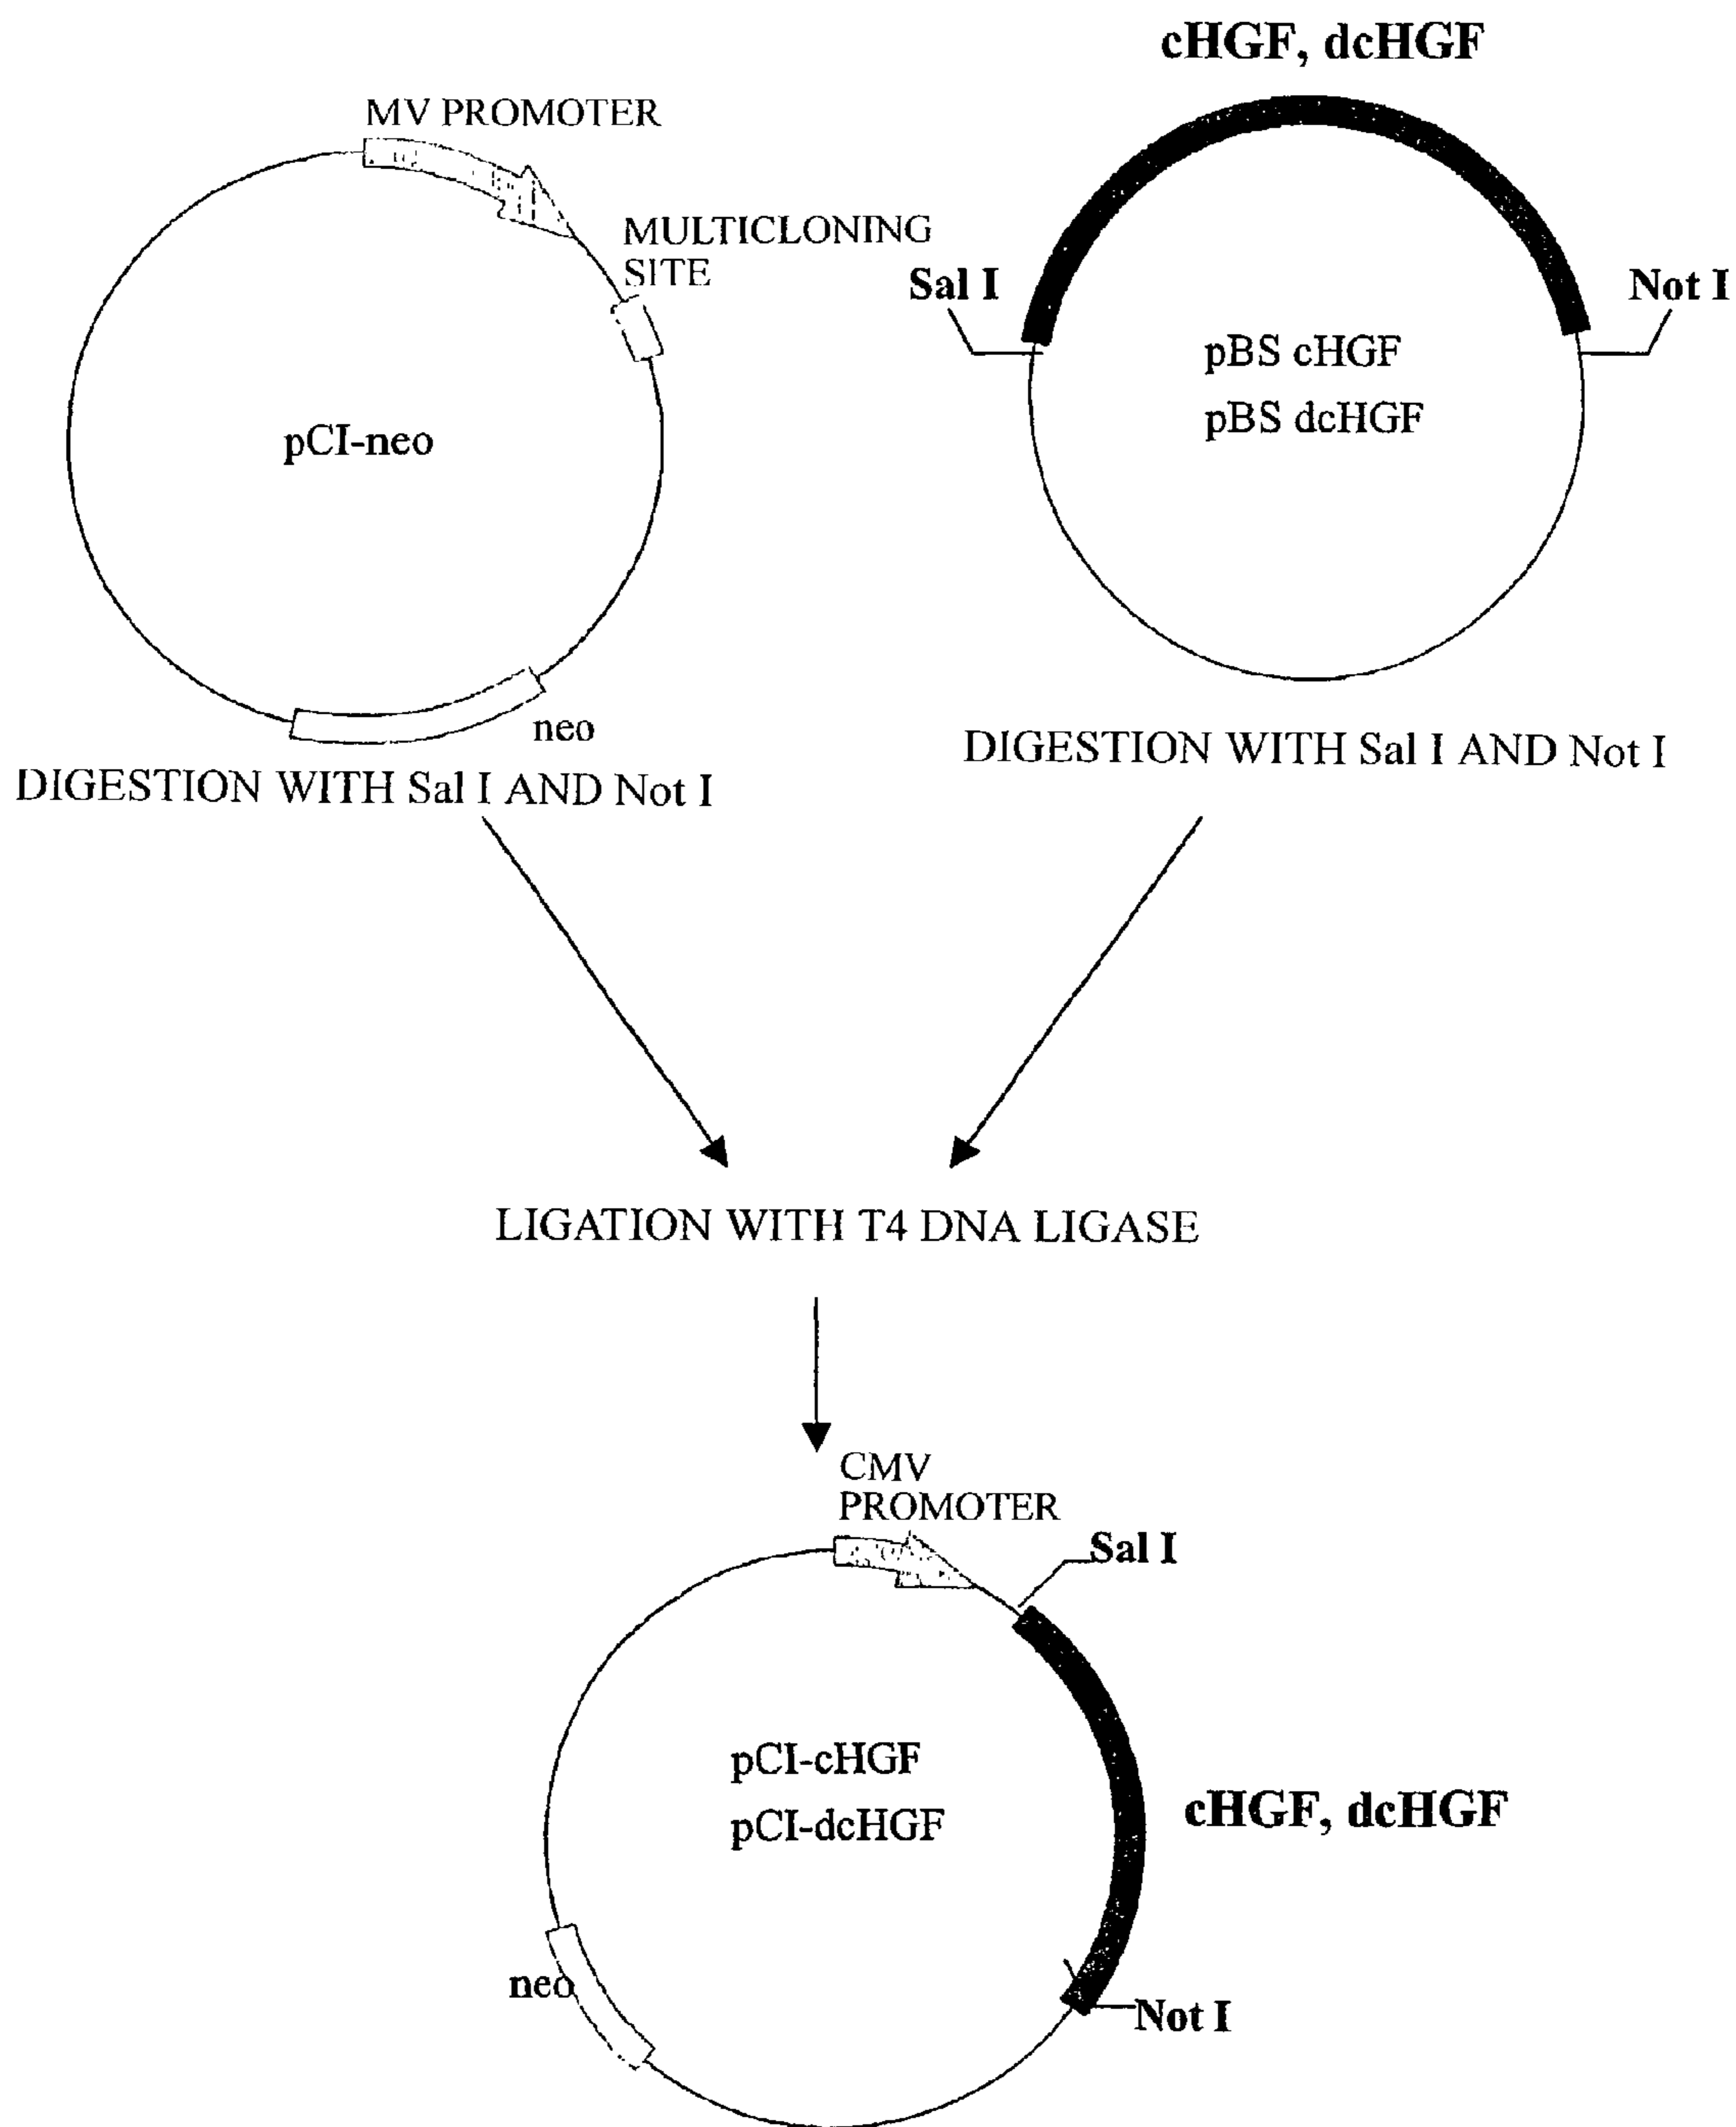 cHGF, dcHGF
MV PROMOTER
MULTICLONING
SITE
Sal I
Not I
pBS cHGF
pBS dcHGF
pCI-neo
neo
DIGESTION WITH Sal I AND Not I
DIGESTION WITH Sal I AND Not I
LIGATION WITH T4 DNA LIGASE
CMV
PROMOTER
Sal I
pCI-cHGF
pCI-dcHGF
cHGF, dcHGF
neo
Not I